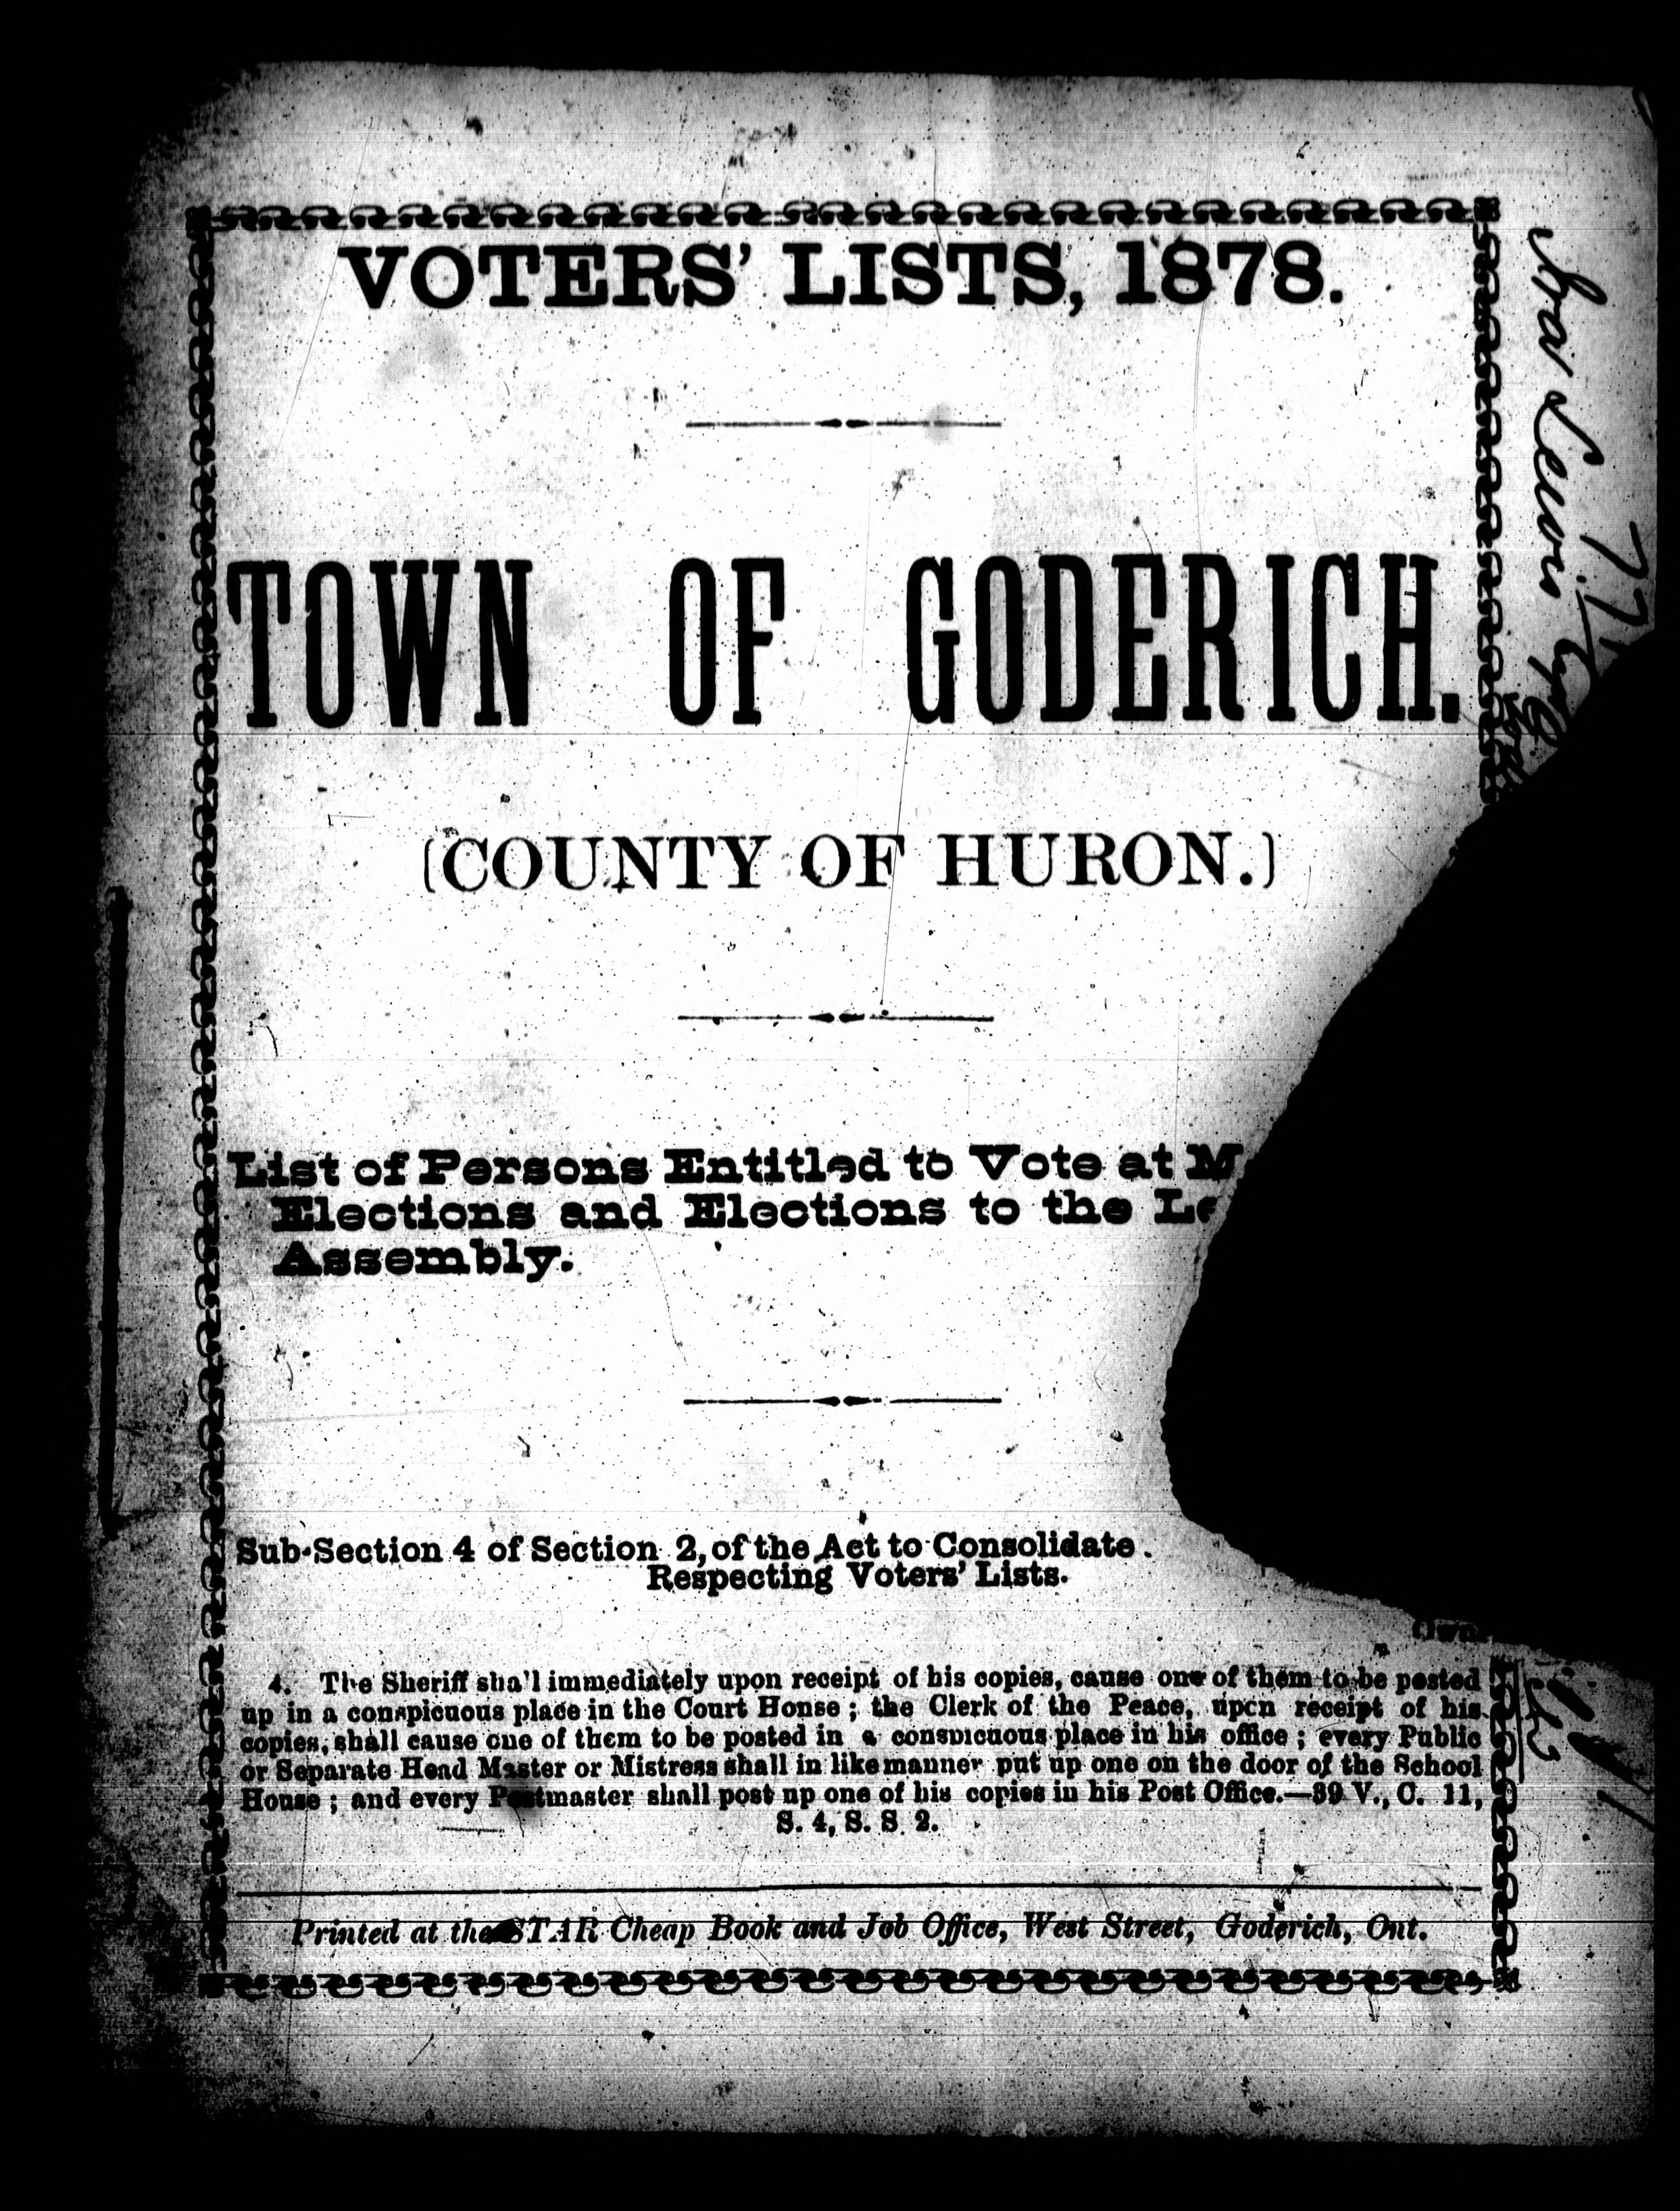 VOTERS' LISTS, 1878.
TOWN OF GODERICH.
(COUNTY OF HURON.)
List of Persons Entitled to Vote at M
Elections and Elections to the Le
Assembly.
Sub-Section 4 of Section 2, of the Act to Consolidate
Respecting Voters' Lists.
4. The Sheriff sha'l immediately upon receipt of his copies, cause one of them to be posted
up in a conspicuous place in the Court House ; the Clerk of the Peace, upon receipt of his
copies, shall cause one of them to be posted in a conspicuous place in his office ; every Public
or Separate Head Master or Mistress shall in like manner put up one on the door of the School
House ; and every Postmaster shall post up one of his copies in his Post Office.—39 V., C. 11,
S. 4, S. S. 2.
Printed at the STAR Cheap Book and Job Office, West Street, Goderich, Ont.